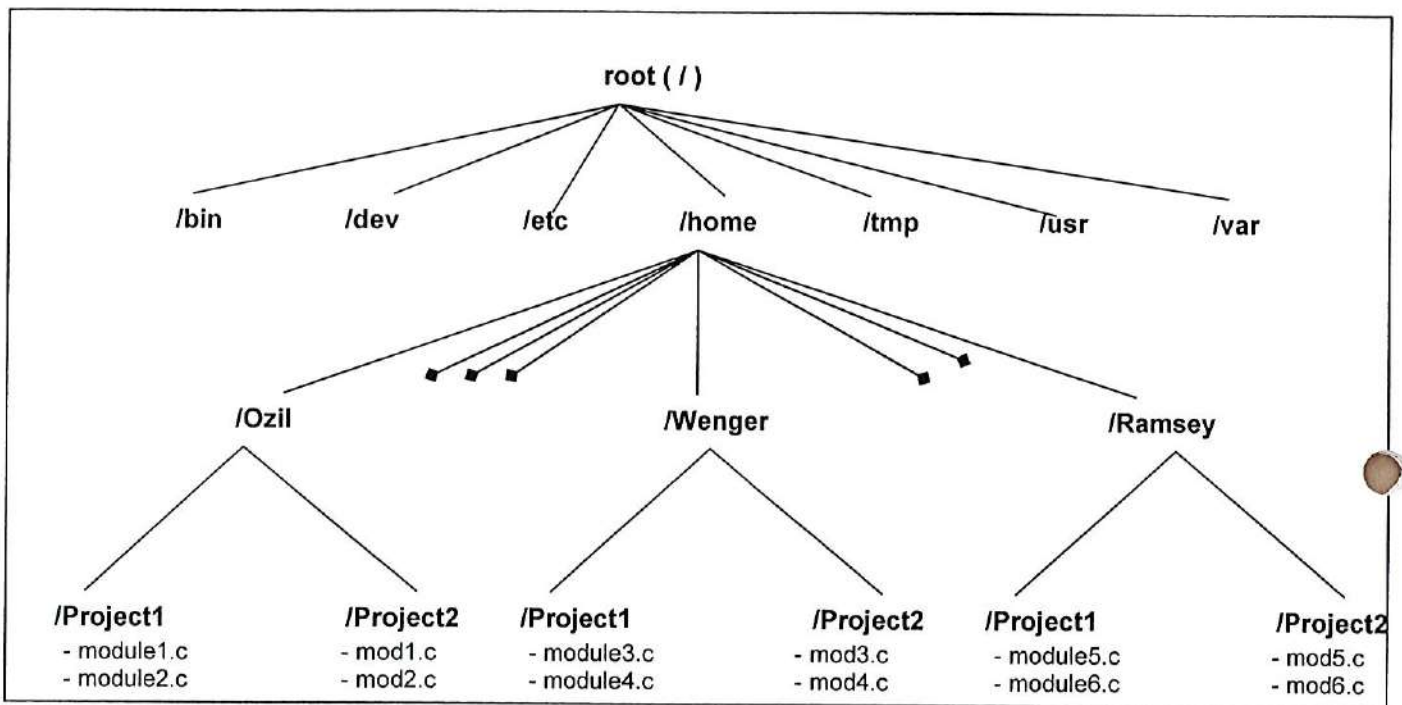 root ( / )
/bin /dev /etc /home /tmp /usr /var
/Ozil /Wenger /Ramsey
/Project1 /Project2 /Project1 /Project2 /Project1 /Project2
- module1.c - mod1.c - module3.c - mod3.c - module5.c - mod5.c
- module2.c - mod2.c - module4.c - mod4.c - module6.c - mod6.c